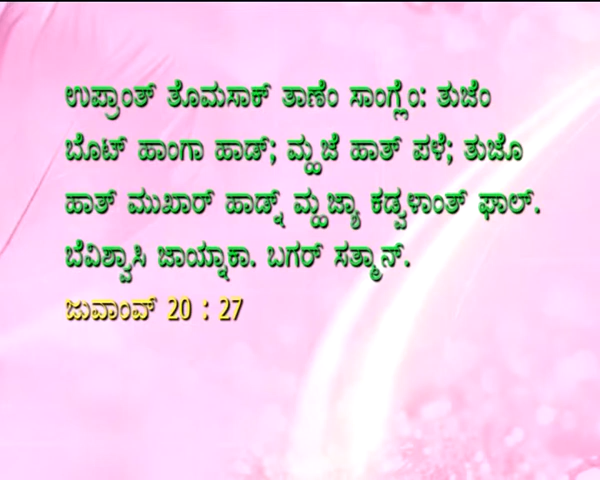 ಉಪ್ರಾಂತ್ ತೊಮಸಾಕ್ ತಾಣೆಂ ಸಾಂಗ್ಲೆಂ: ತುಜೆಂ
ಬೊಟ್ ಹಾಂಗಾ ಹಾಡ್; ಮ್ಹಜೆ ಹಾತ್ ಪಳೆ; ತುಜೊ
ಹಾತ್ ಮುಖಾರ್ ಹಾಡ್ನ್ ಮ್ಹಜ್ಯಾ ಕಡ್ವಳಾಂತ್ ಘಾಲ್.
ಬೆವಿಶ್ವಾಸಿ ಜಾಯ್ನಾಕಾ. ಬಗರ್ ಸತ್ಮಾನ್.
ಜುವಾಂವ್ 20 : 27